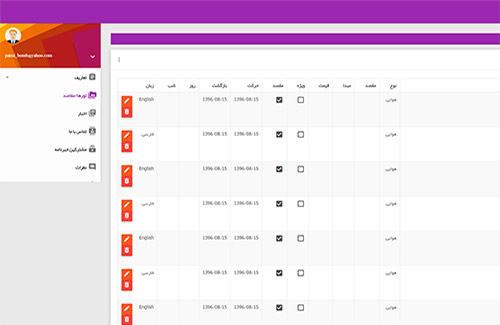 paras_bomb@yahoo.com
تعاریف
تورها/مقاصد
اخبار
تماس با ما
مشترکین خبرنامه
نظرات
نوع مقصد مبدا قیمت ویژه مقصد حرکت بازگشت روز شب زبان
هوایی 1396-08-15 1396-08-15 English
هوایی 1396-08-15 1396-08-15 فارسی
هوایی 1396-08-15 1396-08-15 English
هوایی 1396-08-15 1396-08-15 فارسی
هوایی 1396-08-15 1396-08-15 English
هوایی 1396-08-15 1396-08-15 فارسی
هوایی 1396-08-15 1396-08-15 English